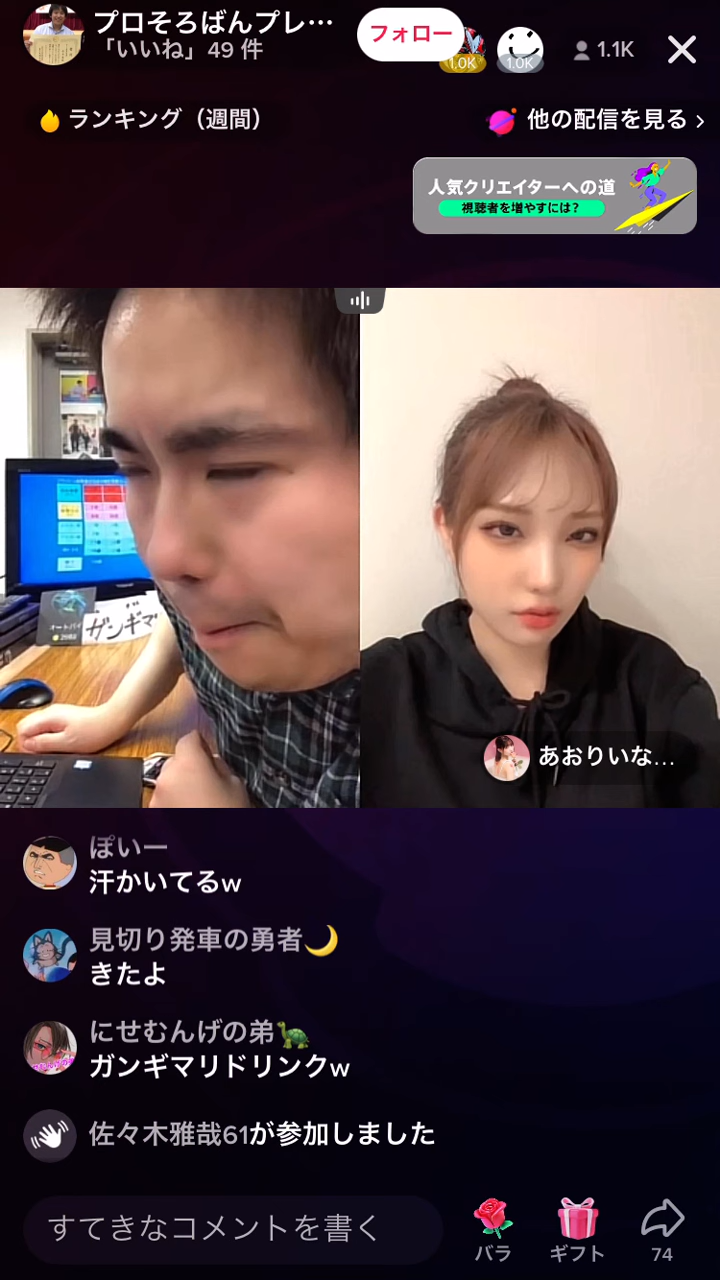 プロそろばんプレ…
「いいね」49 件
フォロー
1.0K
1.0K
1.1K
ランキング（週間）
他の配信を見る
人気クリエイターへの道
視聴者を増やすには？
オートバイ
ガンギマ
あおりいな…
ぽいー
汗かいてるw
見切り発車の勇者🌙
きたよ
にせむんげの弟🐢
ガンギマリドリンクw
佐々木雅哉61が参加しました
すてきなコメントを書く
バラ
ギフト
74